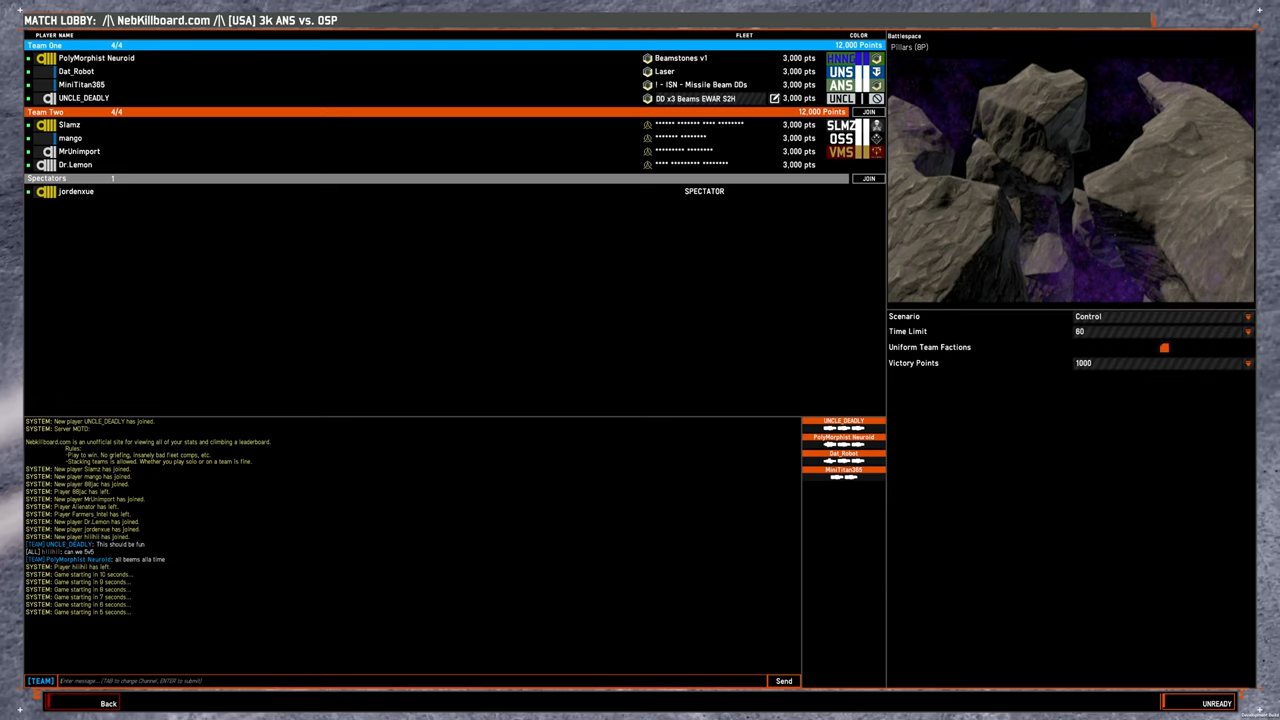 MATCH LOBBY: /|\ NebKillboard.com /|\ [USA] 3k ANS vs. OSP
PLAYER NAME FLEET COLOR
Team One 4/4 12,000 Points
PolyMorphist Neuroid Beamstones v1 3,000 pts
Dat_Robot Laser 3,000 pts UNS
MiniTitan365 ! - ISN - Missile Beam DDs 3,000 pts ANS
UNCLE_DEADLY DD x3 Beams EWAR S2H 3,000 pts UNCL
Team Two 4/4 12,000 Points JOIN
Slamz •••••• ••••••• •••• •••••••• 3,000 pts SLMZ
mango ••••••• •••••••• 3,000 pts OSS
MrUnimport ••••••••• •••••••• 3,000 pts VMS
Dr.Lemon •••• ••••••••• •••••••• 3,000 pts
Spectators 1 JOIN
jordenxue SPECTATOR
SYSTEM: New player UNCLE_DEADLY has joined.
SYSTEM: Server MOTD:
Nebkillboard.com is an unofficial site for viewing all of your stats and climbing a leaderboard.
Rules:
-Play to win. No griefing, insanely bad fleet comps, etc.
-Stacking teams is allowed. Whether you play solo or on a team is fine.
SYSTEM: New player Slamz has joined.
SYSTEM: New player mango has joined.
SYSTEM: New player 88jac has joined.
SYSTEM: Player 88jac has left.
SYSTEM: New player MrUnimport has joined.
SYSTEM: Player Alienator has left.
SYSTEM: Player Farmers_Intel has left.
SYSTEM: New player Dr.Lemon has joined.
SYSTEM: New player jordenxue has joined.
SYSTEM: New player hiihii has joined.
[TEAM] UNCLE_DEADLY: This should be fun
[ALL] hiihii: can we 5v5
[TEAM] PolyMorphist Neuroid: all beams alla time
SYSTEM: Player hiihii has left.
SYSTEM: Game starting in 10 seconds...
SYSTEM: Game starting in 9 seconds...
SYSTEM: Game starting in 8 seconds...
SYSTEM: Game starting in 7 seconds...
SYSTEM: Game starting in 6 seconds...
SYSTEM: Game starting in 5 seconds...
UNCLE_DEADLY
PolyMorphist Neuroid
Dat_Robot
MiniTitan365
[TEAM] Enter message... (TAB to change Channel, ENTER to submit) Send
Battlespace
Pillars (8P)
Scenario Control
Time Limit 60
Uniform Team Factions
Victory Points 1000
Back
UNREADY
Development Build